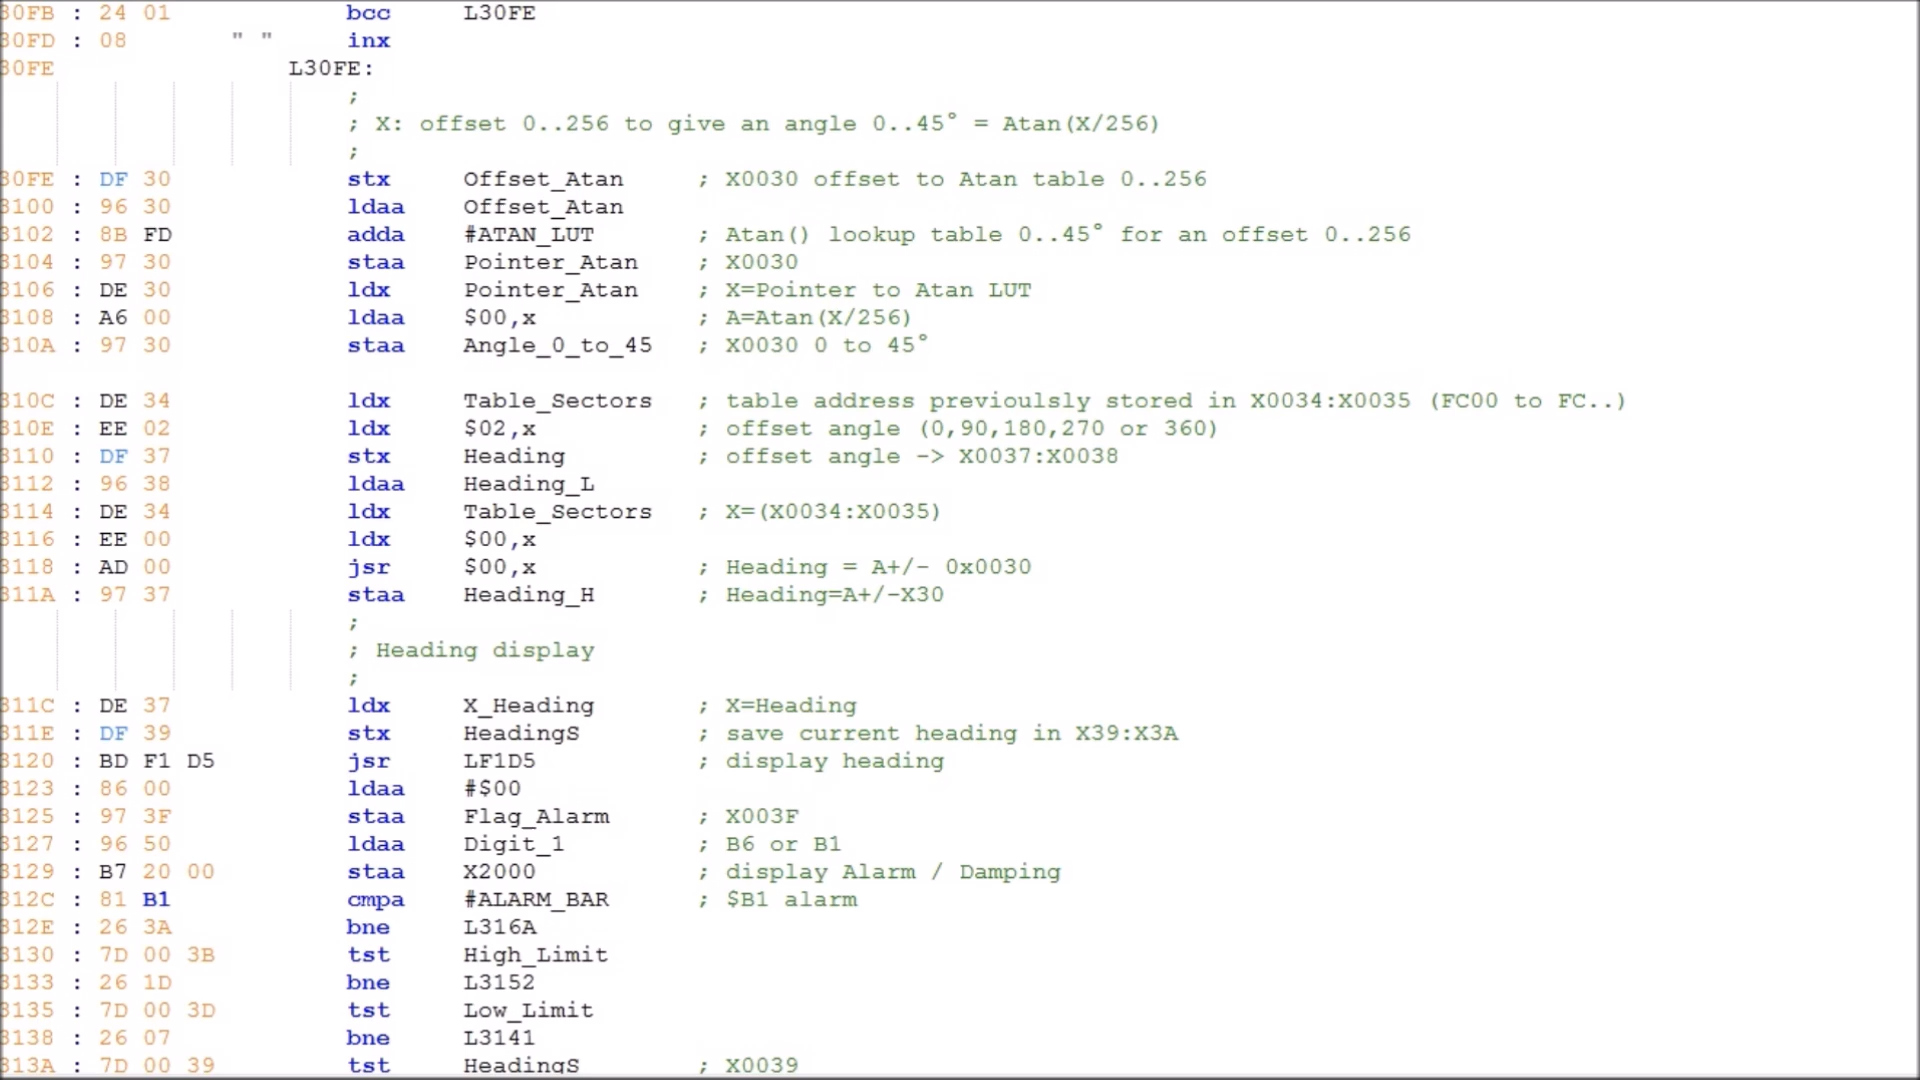 30FB : 24 01 bcc L30FE
30FD : 08 " " inx
30FE L30FE:
;
; X: offset 0..256 to give an angle 0..45° = Atan(X/256)
;
30FE : DF 30 stx Offset_Atan ; X0030 offset to Atan table 0..256
3100 : 96 30 ldaa Offset_Atan
3102 : 8B FD adda #ATAN_LUT ; Atan() lookup table 0..45° for an offset 0..256
3104 : 97 30 staa Pointer_Atan ; X0030
3106 : DE 30 ldx Pointer_Atan ; X=Pointer to Atan LUT
3108 : A6 00 ldaa $00,x ; A=Atan(X/256)
310A : 97 30 staa Angle_0_to_45 ; X0030 0 to 45°
310C : DE 34 ldx Table_Sectors ; table address previoulsly stored in X0034:X0035 (FC00 to FC..)
310E : EE 02 ldx $02,x ; offset angle (0,90,180,270 or 360)
3110 : DF 37 stx Heading ; offset angle -> X0037:X0038
3112 : 96 38 ldaa Heading_L
3114 : DE 34 ldx Table_Sectors ; X=(X0034:X0035)
3116 : EE 00 ldx $00,x
3118 : AD 00 jsr $00,x ; Heading = A+/- 0x0030
311A : 97 37 staa Heading_H ; Heading=A+/-X30
;
; Heading display
;
311C : DE 37 ldx X_Heading ; X=Heading
311E : DF 39 stx HeadingS ; save current heading in X39:X3A
3120 : BD F1 D5 jsr LF1D5 ; display heading
3123 : 86 00 ldaa #$00
3125 : 97 3F staa Flag_Alarm ; X003F
3127 : 96 50 ldaa Digit_1 ; B6 or B1
3129 : B7 20 00 staa X2000 ; display Alarm / Damping
312C : 81 B1 cmpa #ALARM_BAR ; $B1 alarm
312E : 26 3A bne L316A
3130 : 7D 00 3B tst High_Limit
3133 : 26 1D bne L3152
3135 : 7D 00 3D tst Low_Limit
3138 : 26 07 bne L3141
313A : 7D 00 39 tst HeadingS ; X0039